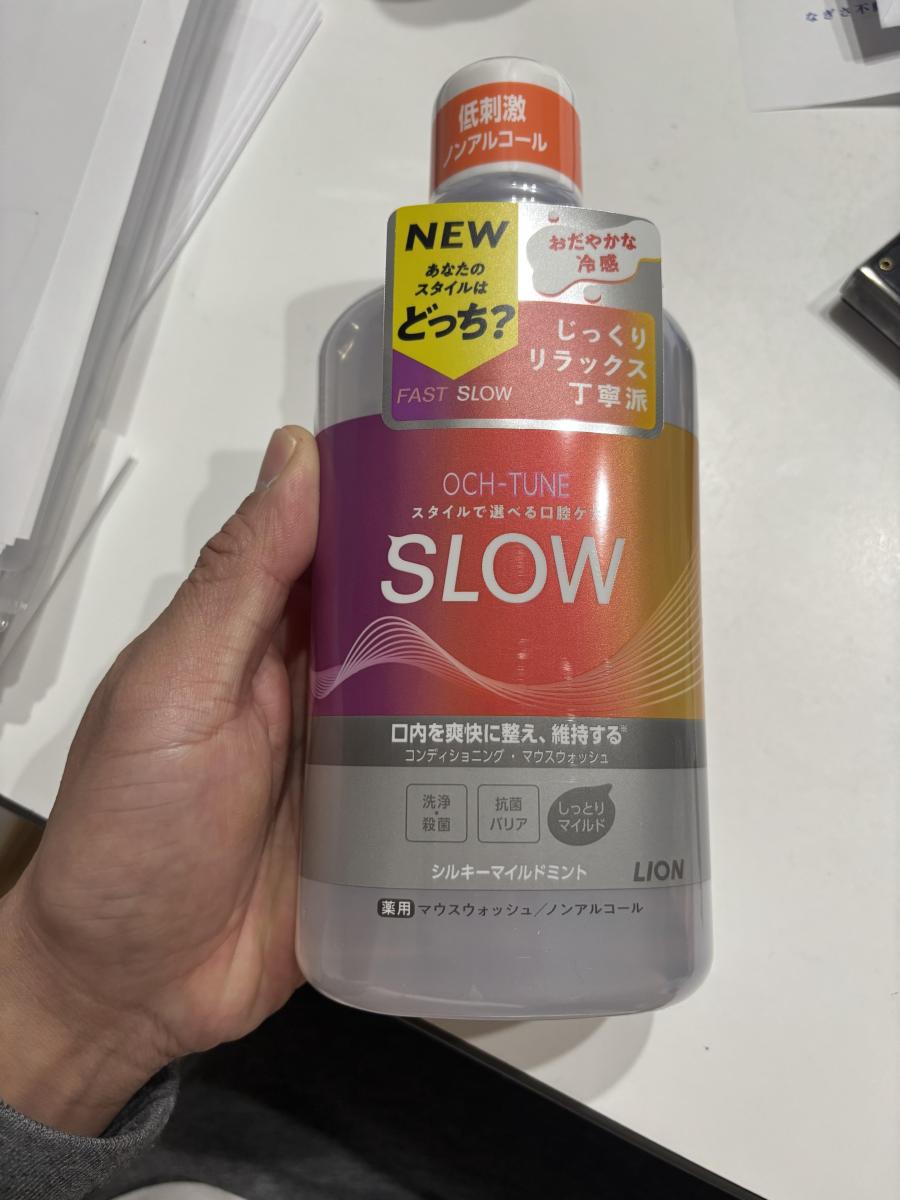 なぎさ不
低刺激
ノンアルコール
NEW
あなたの
スタイルは
どっち?
FAST SLOW
おだやかな
冷感
じっくり
リラックス
丁寧派
OCH-TUNE
スタイルで選べる口腔ケ
SLOW
口内を爽快に整え、維持する※
コンディショニング・マウスウォッシュ
洗浄・殺菌
抗菌バリア
しっとりマイルド
シルキーマイルドミント
LION
薬用 マウスウォッシュ/ノンアルコール